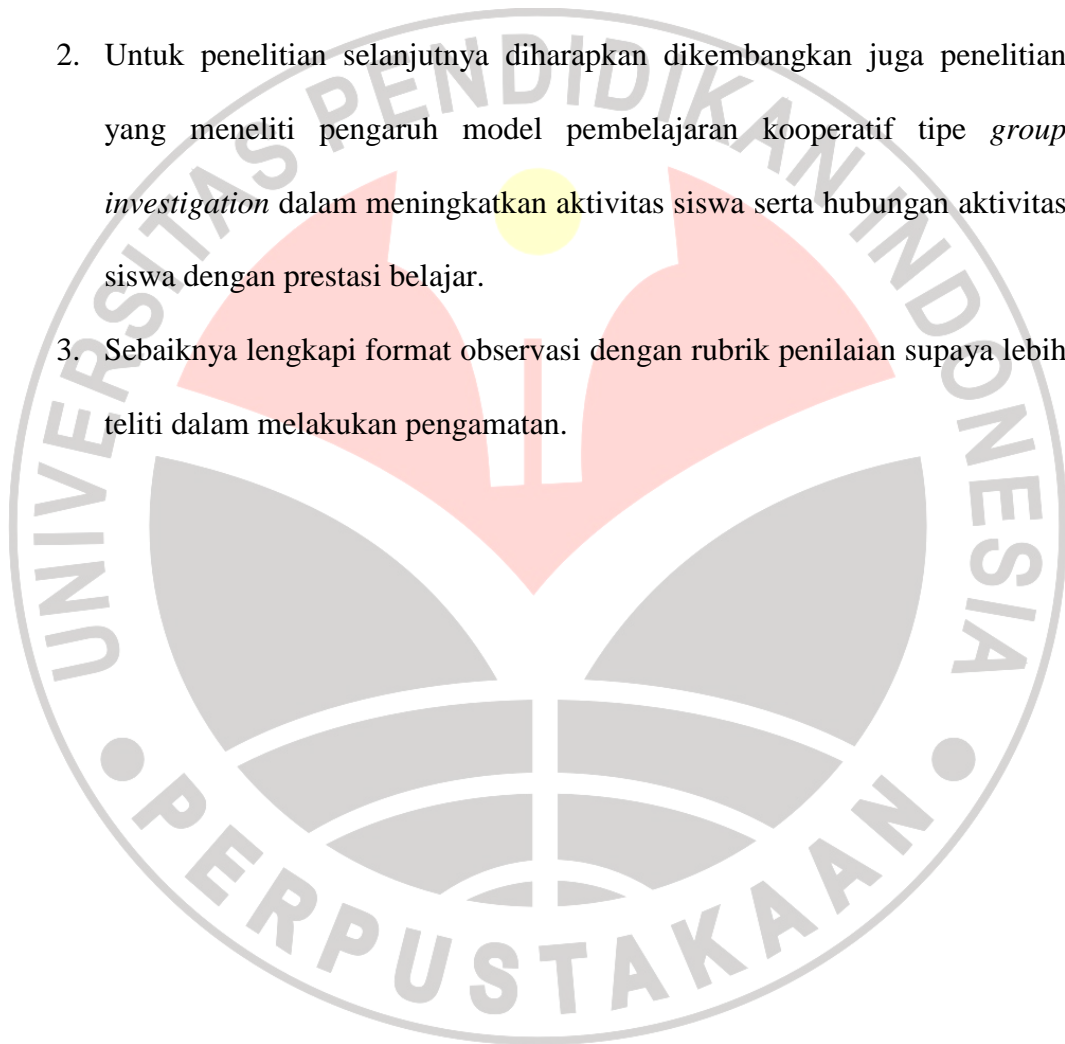 2. Untuk penelitian selanjutnya diharapkan dikembangkan juga penelitian
yang meneliti pengaruh model pembelajaran kooperatif tipe group
investigation dalam meningkatkan aktivitas siswa serta hubungan aktivitas
siswa dengan prestasi belajar.
3. Sebaiknya lengkapi format observasi dengan rubrik penilaian supaya lebih
teliti dalam melakukan pengamatan.
UNIVERSITAS PENDIDIKAN INDONESIA
PERPUSTAKAAN